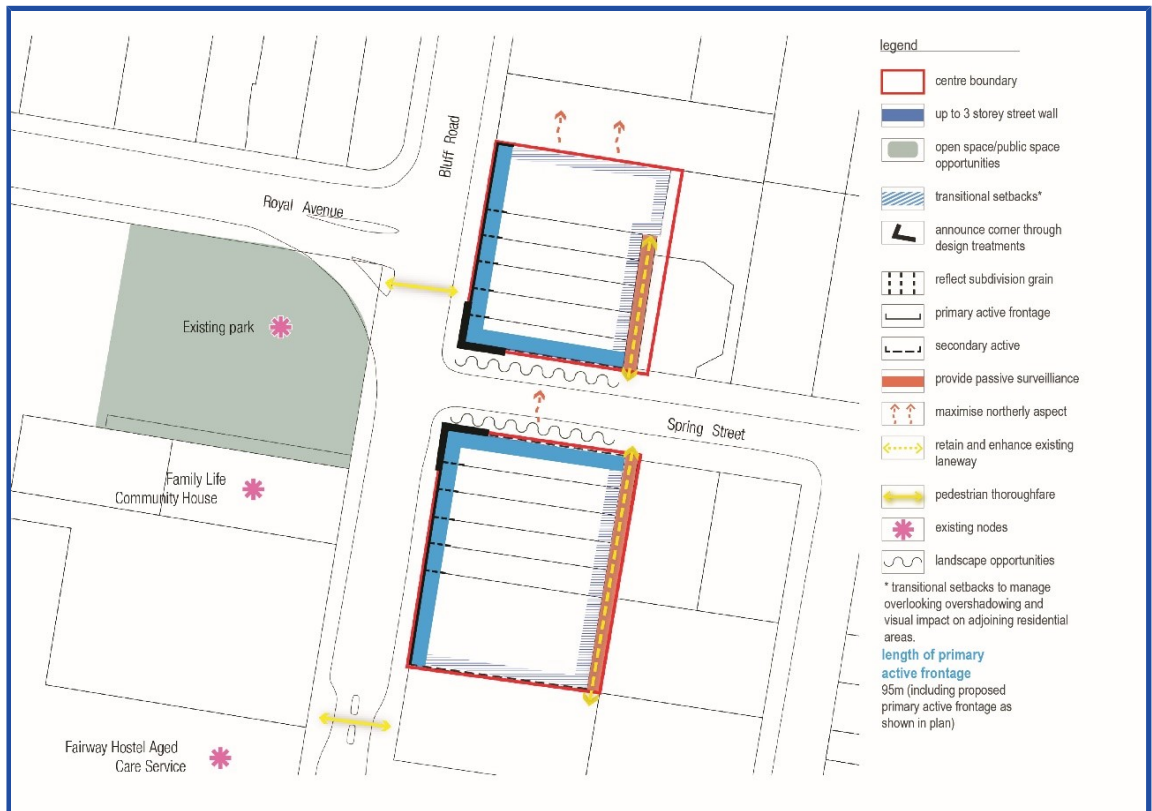 Bluff Road
Royal Avenue
Existing park
Spring Street
Family Life
Community House
Fairway Hostel Aged
Care Service
legend
centre boundary
up to 3 storey street wall
open space/public space
opportunities
transitional setbacks*
announce corner through
design treatments
reflect subdivision grain
primary active frontage
secondary active
provide passive surveilliance
maximise northerly aspect
retain and enhance existing
laneway
pedestrian thoroughfare
existing nodes
landscape opportunities
* transitional setbacks to manage
overlooking overshadowing and
visual impact on adjoining residential
areas.
length of primary
active frontage
95m (including proposed
primary active frontage as
shown in plan)